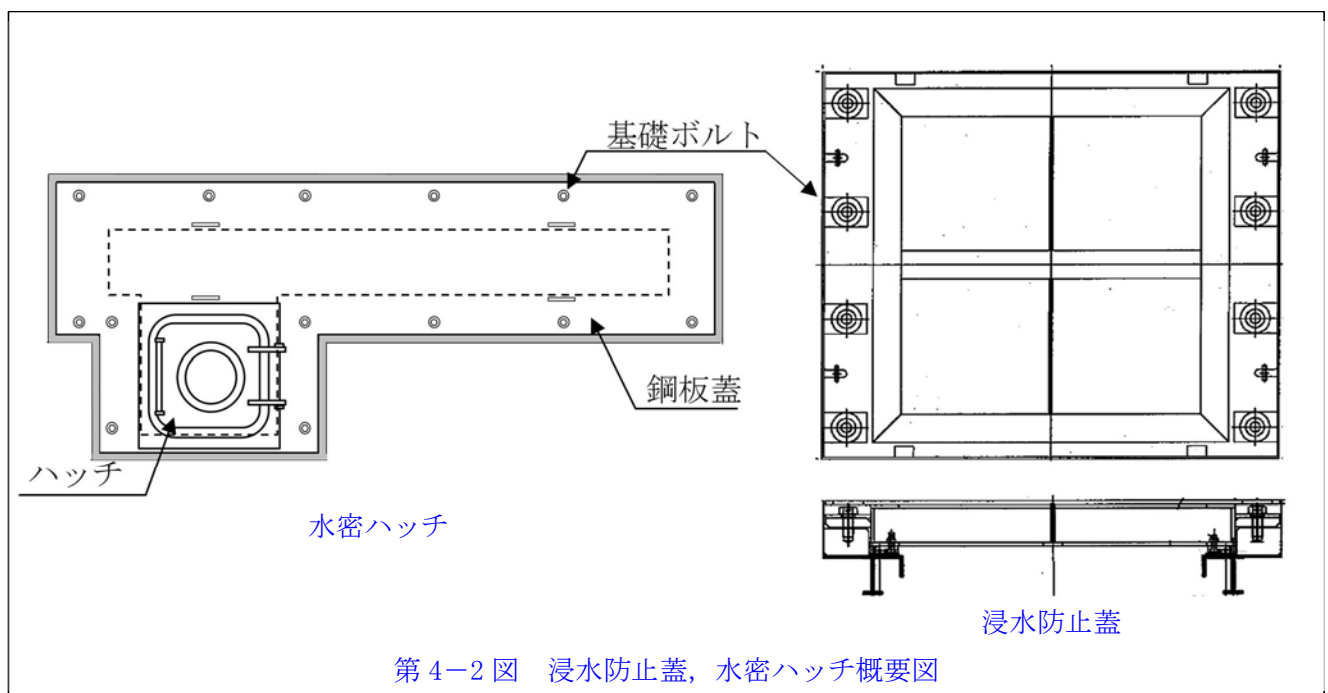 基礎ボルト
鋼板蓋
ハッチ
水密ハッチ
浸水防止蓋
第 4－2 図　浸水防止蓋，水密ハッチ概要図